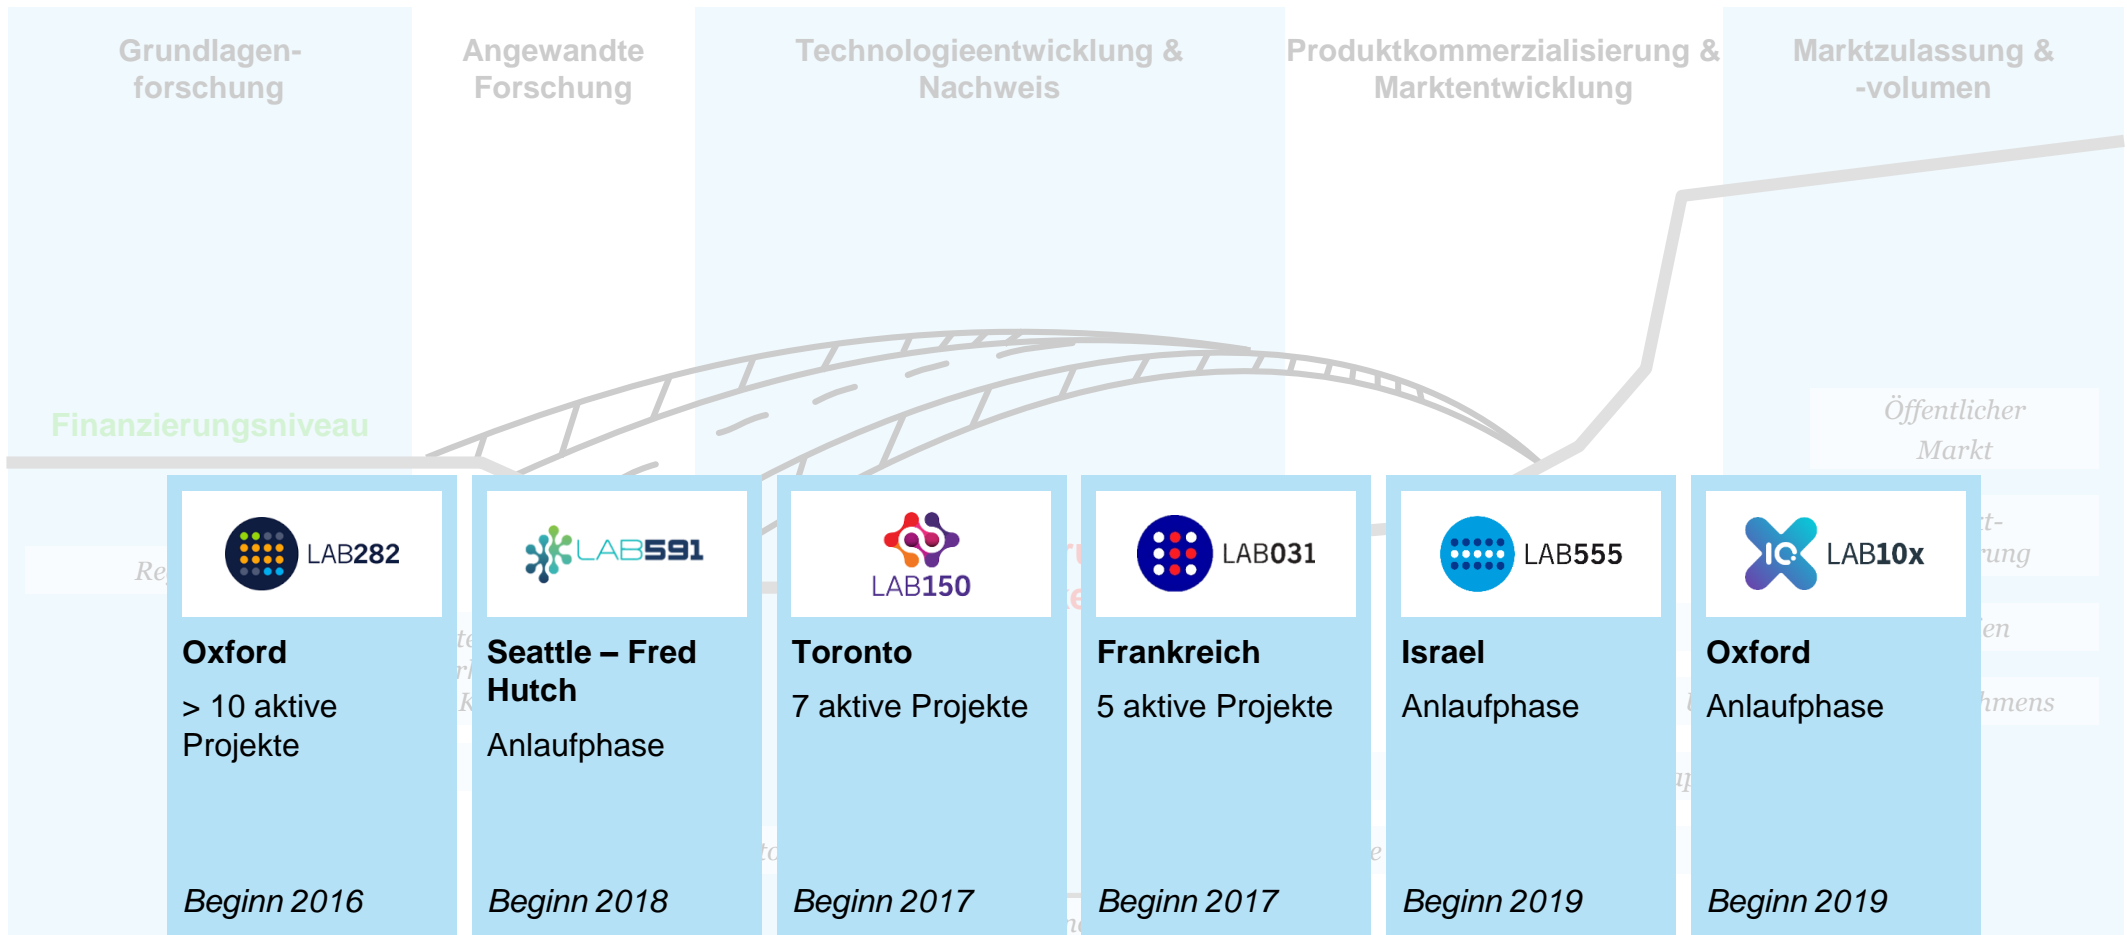 Grundlagen-
forschung
Angewandte
Forschung
Technologieentwicklung &
Nachweis
Produktkommerzialisierung &
Marktentwicklung
Marktzulassung &
-volumen
Finanzierungsniveau
Öffentlicher
Markt
LAB282
Oxford
> 10 aktive
Projekte
Beginn 2016
LAB591
Seattle – Fred
Hutch
Anlaufphase
Beginn 2018
LAB150
Toronto
7 aktive Projekte
Beginn 2017
LAB031
Frankreich
5 aktive Projekte
Beginn 2017
LAB555
Israel
Anlaufphase
Beginn 2019
IQ LAB10x
Oxford
Anlaufphase
Beginn 2019